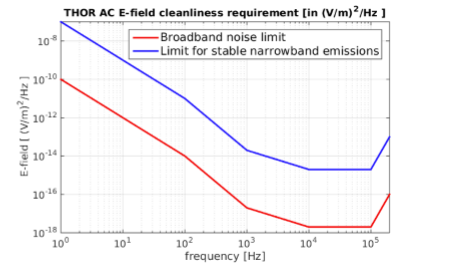 THOR AC E-field cleanliness requirement [in (V/m)²/Hz ]
Broadband noise limit
Limit for stable narrowband emissions
E-field [ (V/m)²/Hz ]
10⁻⁸
10⁻¹⁰
10⁻¹²
10⁻¹⁴
10⁻¹⁶
10⁻¹⁸
10⁰ 10¹ 10² 10³ 10⁴ 10⁵
frequency [Hz]